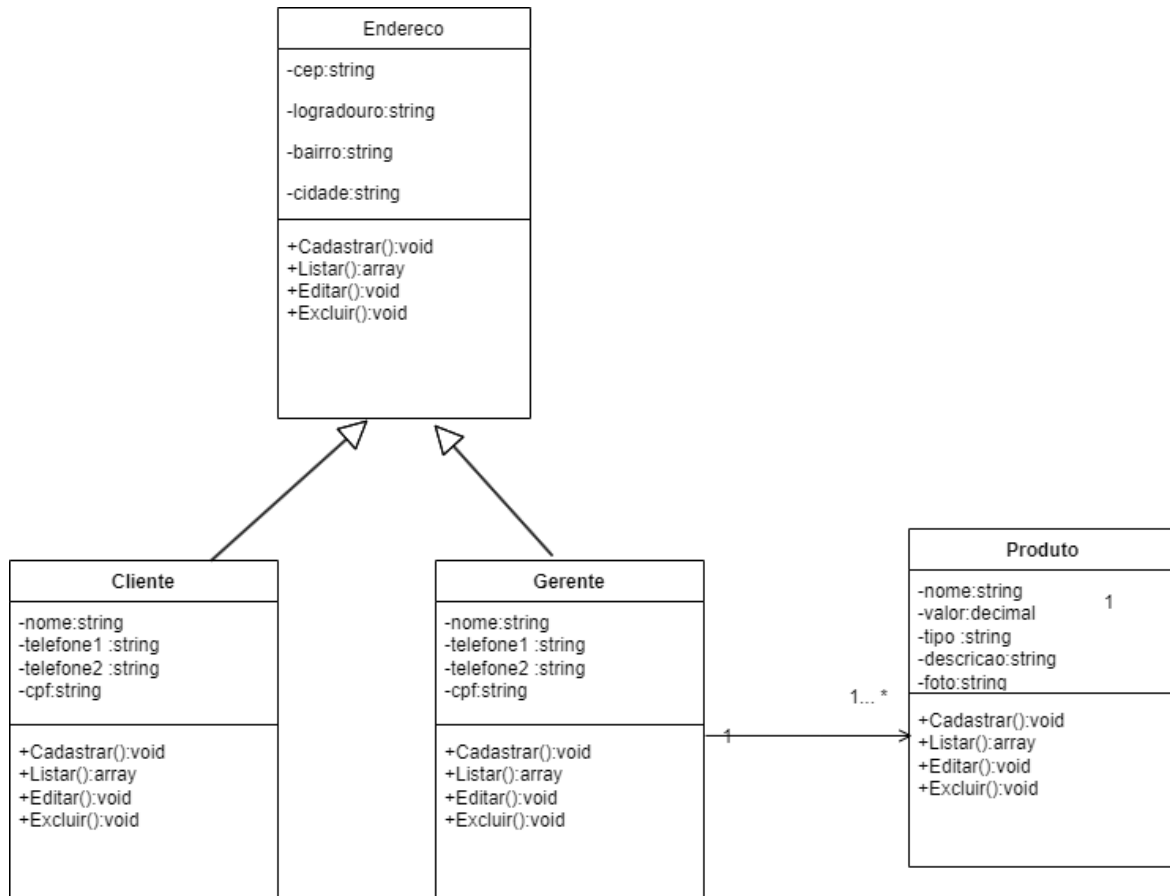 Endereco
-cep:string
-logradouro:string
-bairro:string
-cidade:string
+Cadastrar():void
+Listar():array
+Editar():void
+Excluir():void
Cliente
-nome:string
-telefone1 :string
-telefone2 :string
-cpf:string
+Cadastrar():void
+Listar():array
+Editar():void
+Excluir():void
Gerente
-nome:string
-telefone1 :string
-telefone2 :string
-cpf:string
+Cadastrar():void
+Listar():array
+Editar():void
+Excluir():void
1
1... *
Produto
-nome:string
-valor:decimal
-tipo :string
-descricao:string
-foto:string
1
+Cadastrar():void
+Listar():array
+Editar():void
+Excluir():void